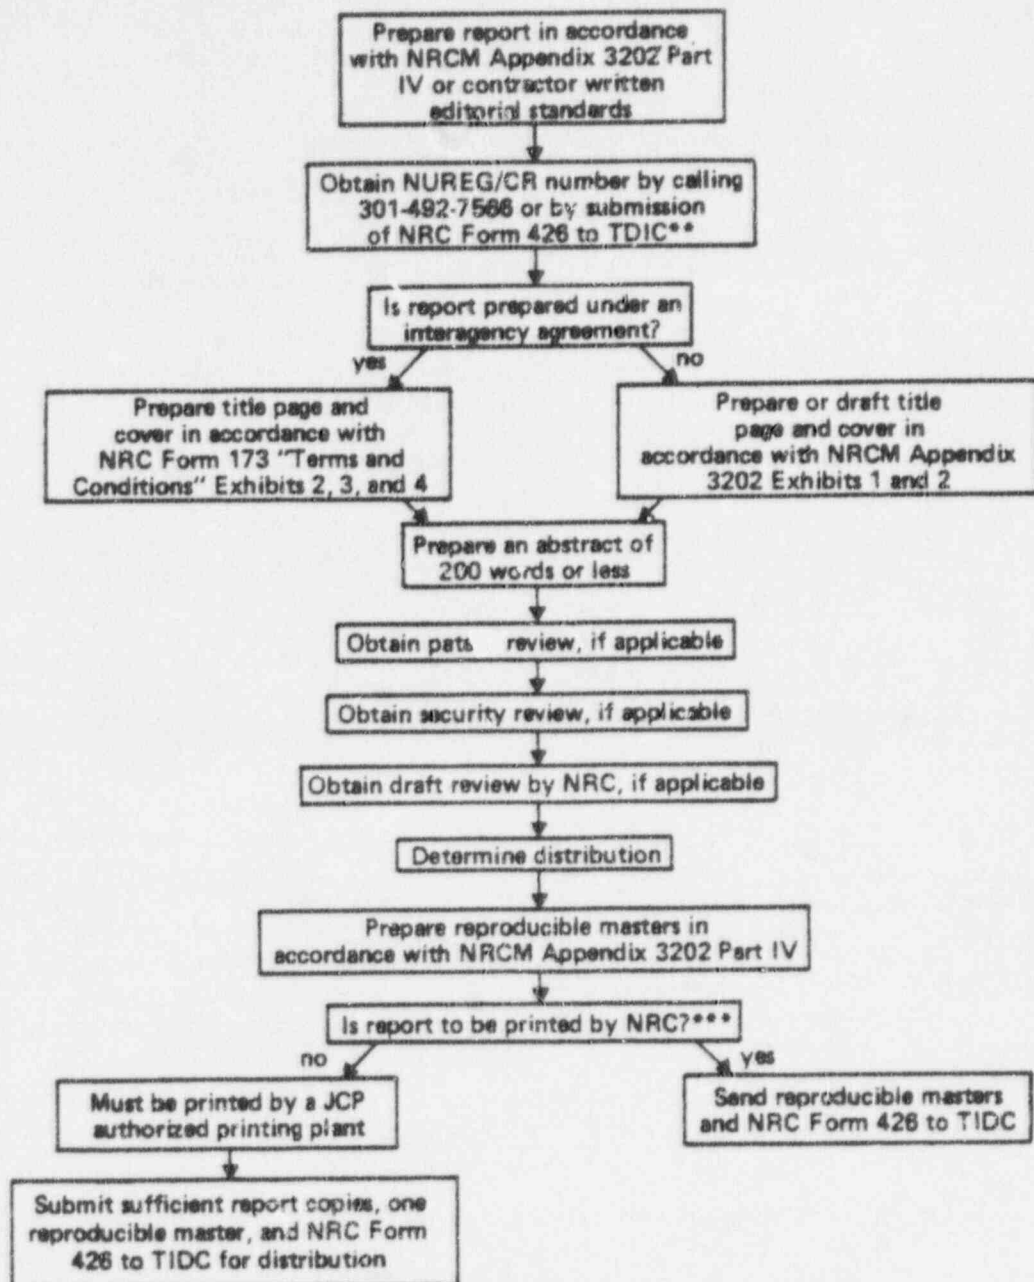 Prepare report in accordance
with NRCM Appendix 3202 Part
IV or contractor written
editorial standards
Obtain NUREG/CR number by calling
301-492-7566 or by submission
of NRC Form 426 to TDIC**
Is report prepared under an
interagency agreement?
yes
no
Prepare title page and
cover in accordance with
NRC Form 173 "Terms and
Conditions" Exhibits 2, 3, and 4
Prepare or draft title
page and cover in
accordance with NRCM Appendix
3202 Exhibits 1 and 2
Prepare an abstract of
200 words or less
Obtain review, if applicable
Obtain security review, if applicable
Obtain draft review by NRC, if applicable
Determine distribution
Prepare reproducible masters in
accordance with NRCM Appendix 3202 Part IV
Is report to be printed by NRC?***
no
yes
Must be printed by a JCP
authorized printing plant
Send reproducible masters
and NRC Form 426 to TIDC
Submit sufficient report copies, one
reproducible master, and NRC Form
426 to TIDC for distribution